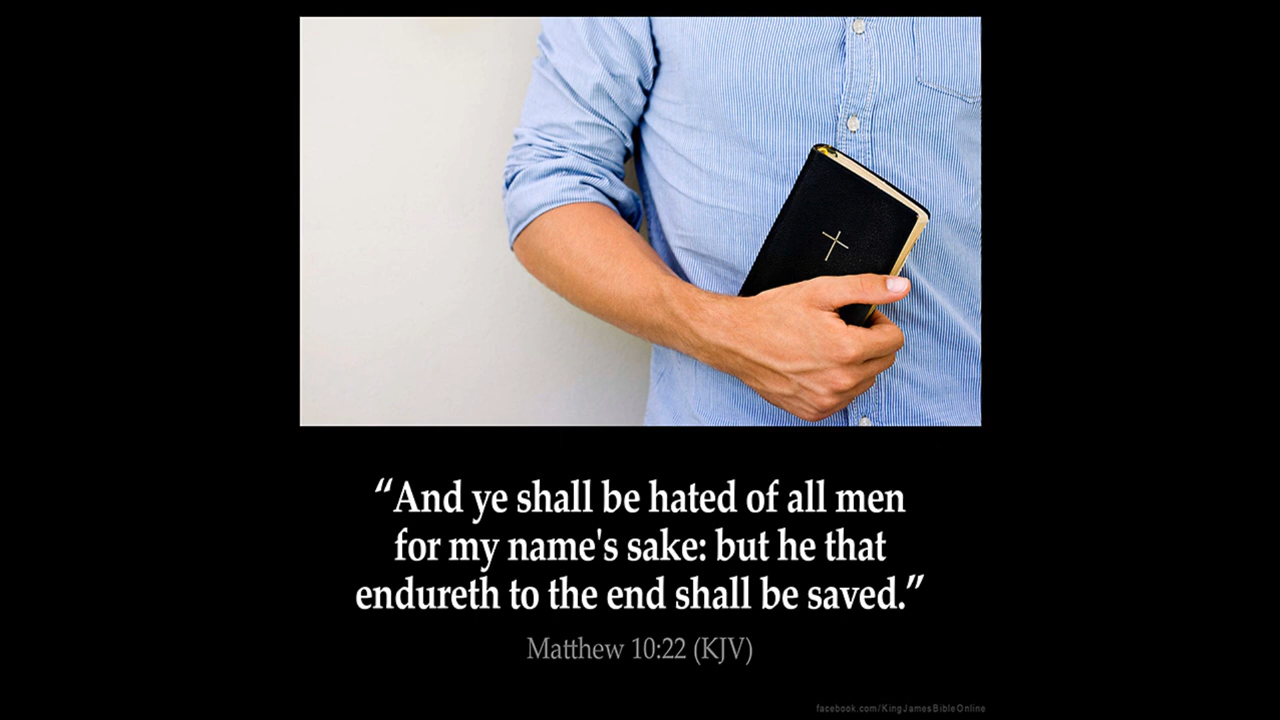 “And ye shall be hated of all men
for my name's sake: but he that
endureth to the end shall be saved.”
Matthew 10:22 (KJV)
facebook.com/KingJamesBibleOnline